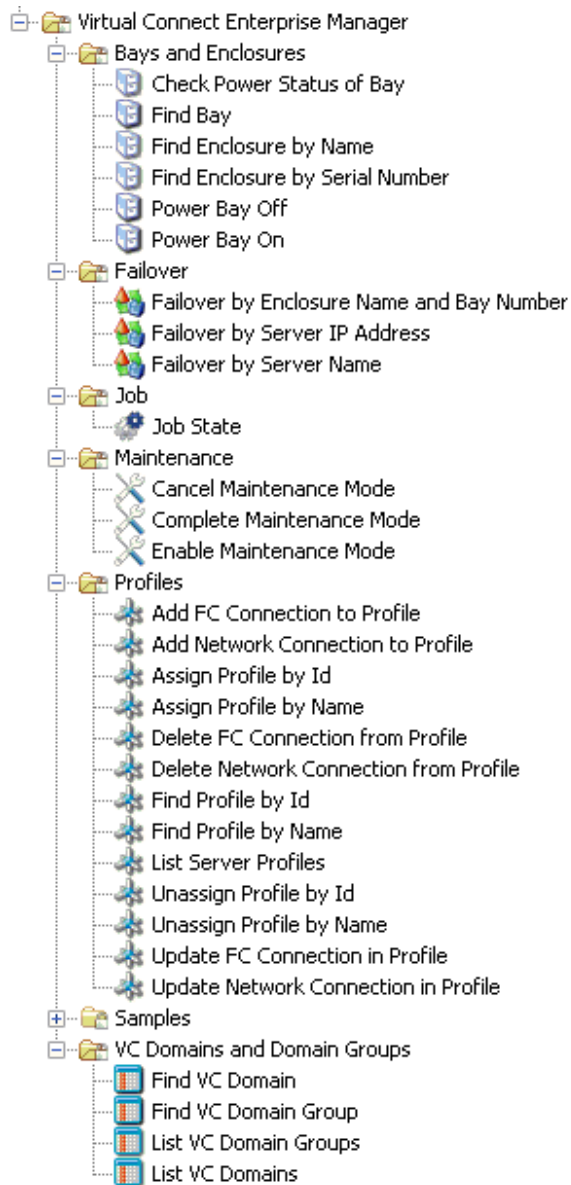 Virtual Connect Enterprise Manager
Bays and Enclosures
Check Power Status of Bay
Find Bay
Find Enclosure by Name
Find Enclosure by Serial Number
Power Bay Off
Power Bay On
Failover
Failover by Enclosure Name and Bay Number
Failover by Server IP Address
Failover by Server Name
Job
Job State
Maintenance
Cancel Maintenance Mode
Complete Maintenance Mode
Enable Maintenance Mode
Profiles
Add FC Connection to Profile
Add Network Connection to Profile
Assign Profile by Id
Assign Profile by Name
Delete FC Connection from Profile
Delete Network Connection from Profile
Find Profile by Id
Find Profile by Name
List Server Profiles
Unassign Profile by Id
Unassign Profile by Name
Update FC Connection in Profile
Update Network Connection in Profile
Samples
VC Domains and Domain Groups
Find VC Domain
Find VC Domain Group
List VC Domain Groups
List VC Domains